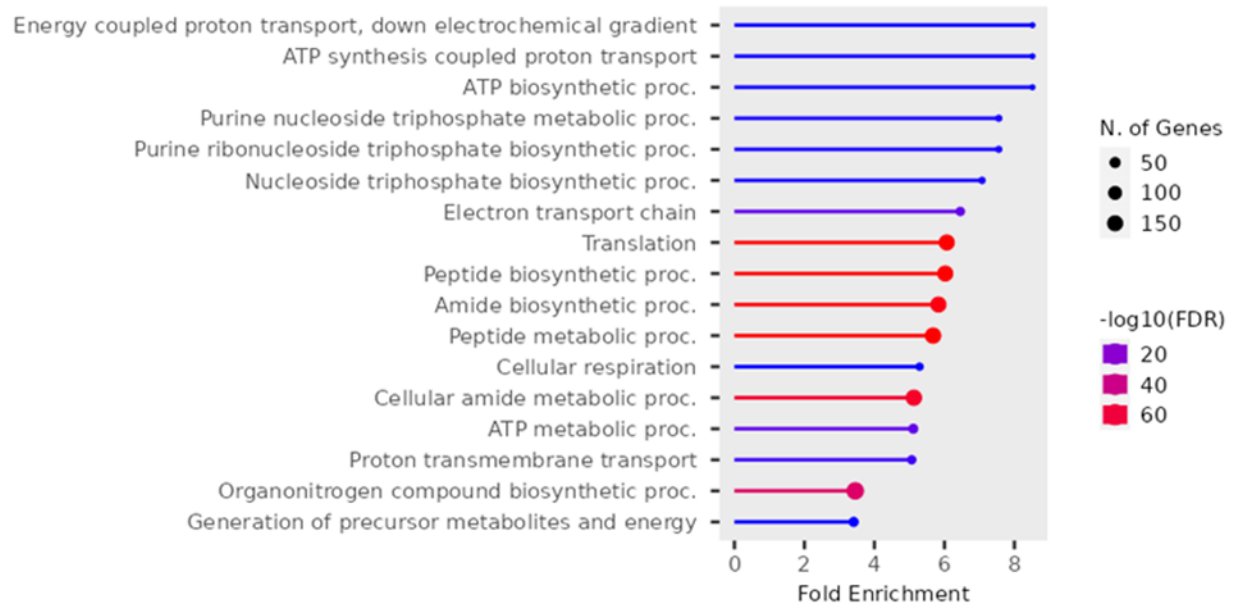 Energy coupled proton transport, down electrochemical gradient
ATP synthesis coupled proton transport
ATP biosynthetic proc.
Purine nucleoside triphosphate metabolic proc.
Purine ribonucleoside triphosphate biosynthetic proc.
Nucleoside triphosphate biosynthetic proc.
Electron transport chain
Translation
Peptide biosynthetic proc.
Amide biosynthetic proc.
Peptide metabolic proc.
Cellular respiration
Cellular amide metabolic proc.
ATP metabolic proc.
Proton transmembrane transport
Organonitrogen compound biosynthetic proc.
Generation of precursor metabolites and energy
0 2 4 6 8
Fold Enrichment
N. of Genes
50
100
150
-log10(FDR)
20
40
60